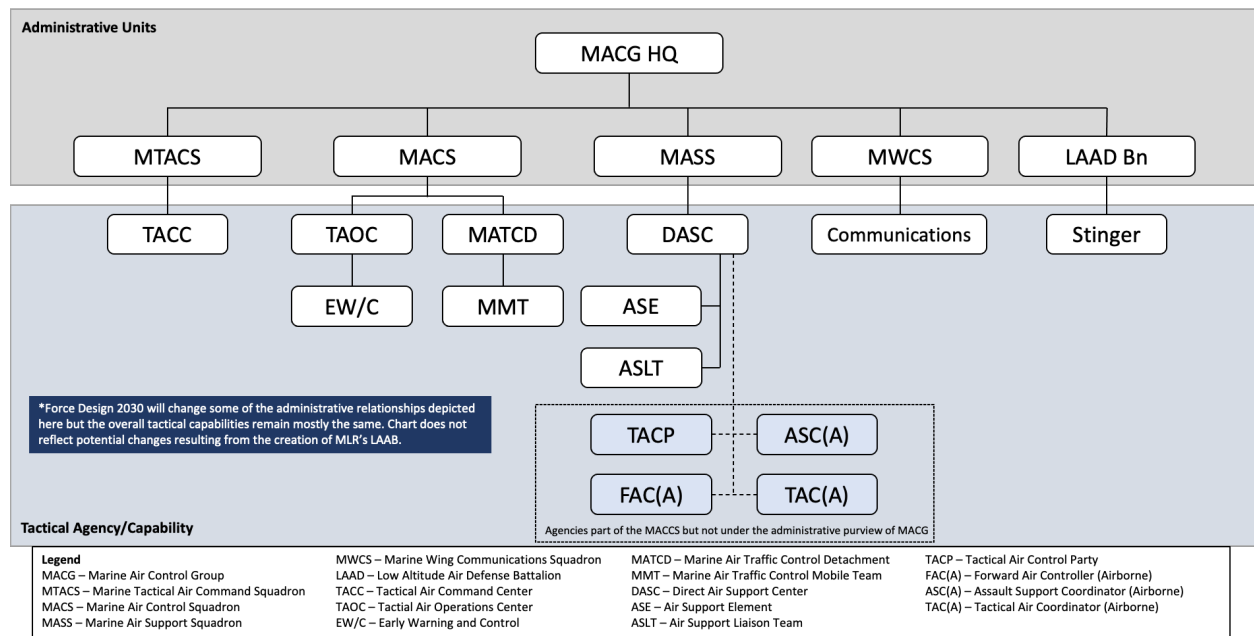 Administrative Units
MACG HQ
MTACS
MACS
MASS
MWCS
LAAD Bn
TACC
TAOC
MATCD
DASC
Communications
Stinger
EW/C
MMT
ASE
ASLT
*Force Design 2030 will change some of the administrative relationships depicted
here but the overall tactical capabilities remain mostly the same. Chart does not
reflect potential changes resulting from the creation of MLR's LAAB.
TACP
ASC(A)
FAC(A)
TAC(A)
Agencies part of the MACCS but not under the administrative purview of MACG
Tactical Agency/Capability
Legend
MACG – Marine Air Control Group
MTACS – Marine Tactical Air Command Squadron
MACS – Marine Air Control Squadron
MASS – Marine Air Support Squadron
MWCS – Marine Wing Communications Squadron
LAAD – Low Altitude Air Defense Battalion
TACC – Tactical Air Command Center
TAOC – Tactial Air Operations Center
EW/C – Early Warning and Control
MATCD – Marine Air Traffic Control Detachment
MMT – Marine Air Traffic Control Mobile Team
DASC – Direct Air Support Center
ASE – Air Support Element
ASLT – Air Support Liaison Team
TACP – Tactical Air Control Party
FAC(A) – Forward Air Controller (Airborne)
ASC(A) – Assault Support Coordinator (Airborne)
TAC(A) – Tactical Air Coordinator (Airborne)